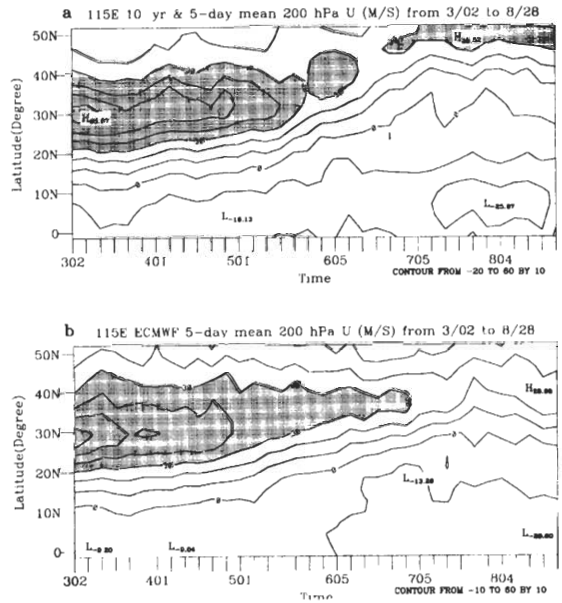 a 115E 10 yr & 5-day mean 200 hPa U (M/S) from 3/02 to 8/28
50N
40N
30N
20N
10N
0
Latitude(Degree)
302 401 501 605 705 804
Time
CONTOUR FROM -20 TO 60 BY 10
b 115E ECMWF 5-day mean 200 hPa U (M/S) from 3/02 to 8/28
50N
40N
30N
20N
10N
0
Latitude(Degree)
302 401 501 605 705 804
Time
CONTOUR FROM -10 TO 60 BY 10